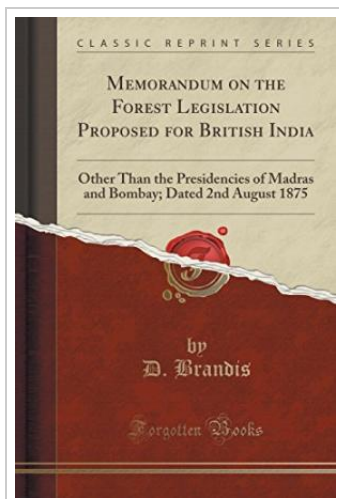 CLASSIC REPRINT SERIES
MEMORANDUM ON THE
FOREST LEGISLATION
PROPOSED FOR BRITISH INDIA
Other Than the Presidencies of Madras
and Bombay; Dated 2nd August 1875
by
D. Brandis
Forgotten Books